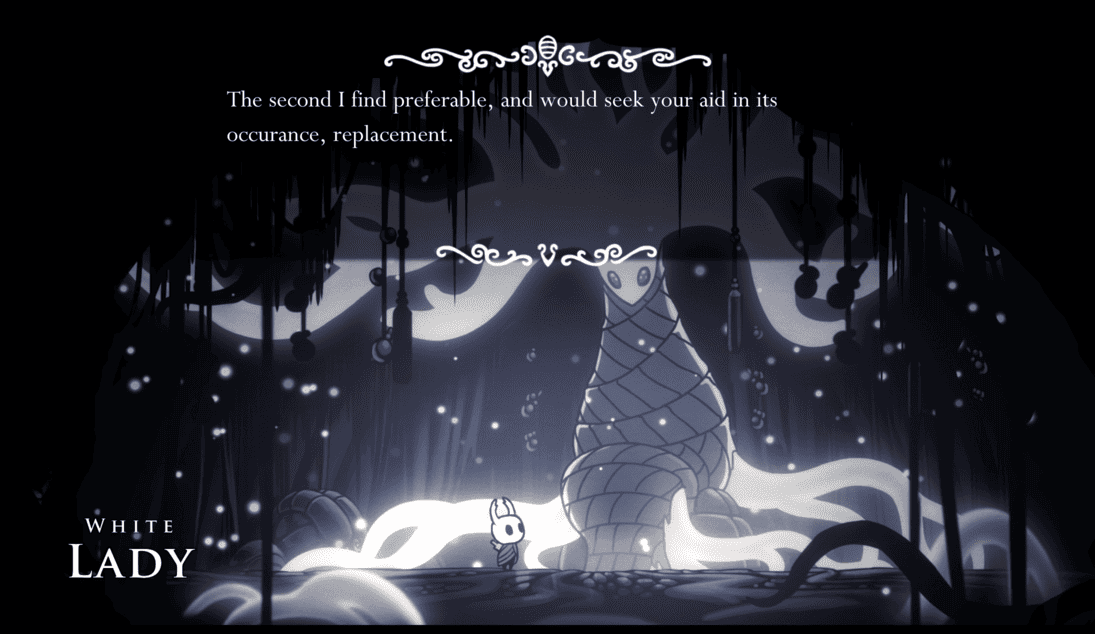 The second I find preferable, and would seek your aid in its
occurance, replacement.
WHITE
LADY